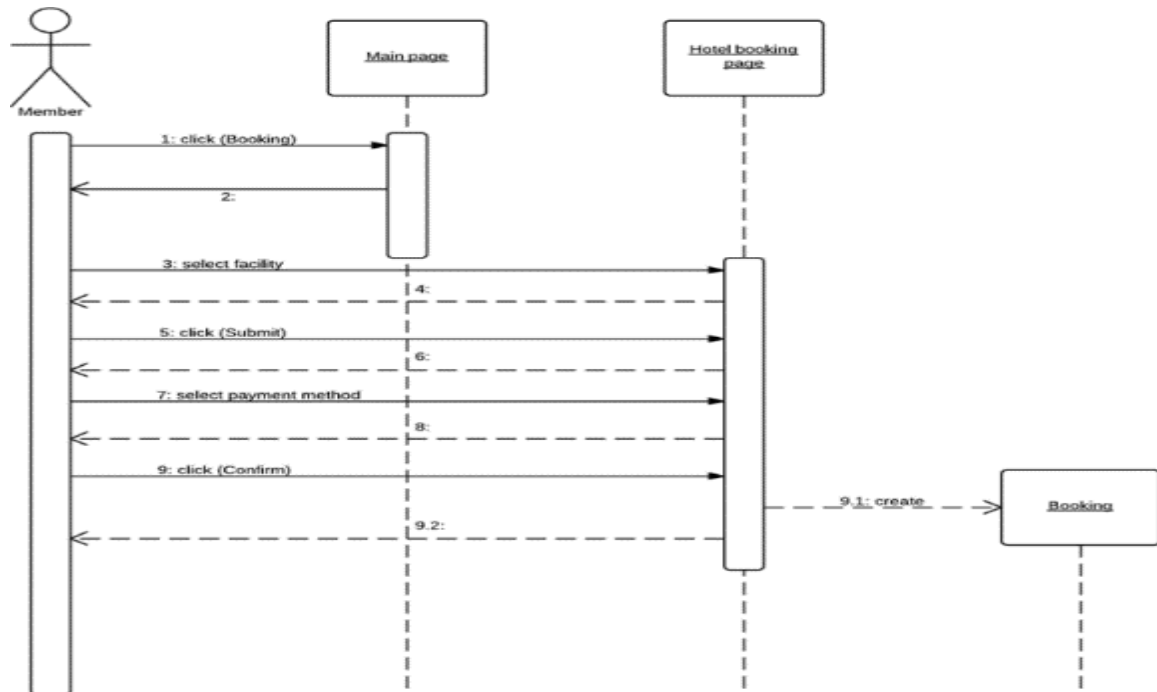 Main page
Hotel booking
page
Member
1: click (Booking)
2:
3: select facility
4:
5: click (Submit)
6:
7: select payment method
8:
9: click (Confirm)
9.1: create
Booking
9.2: